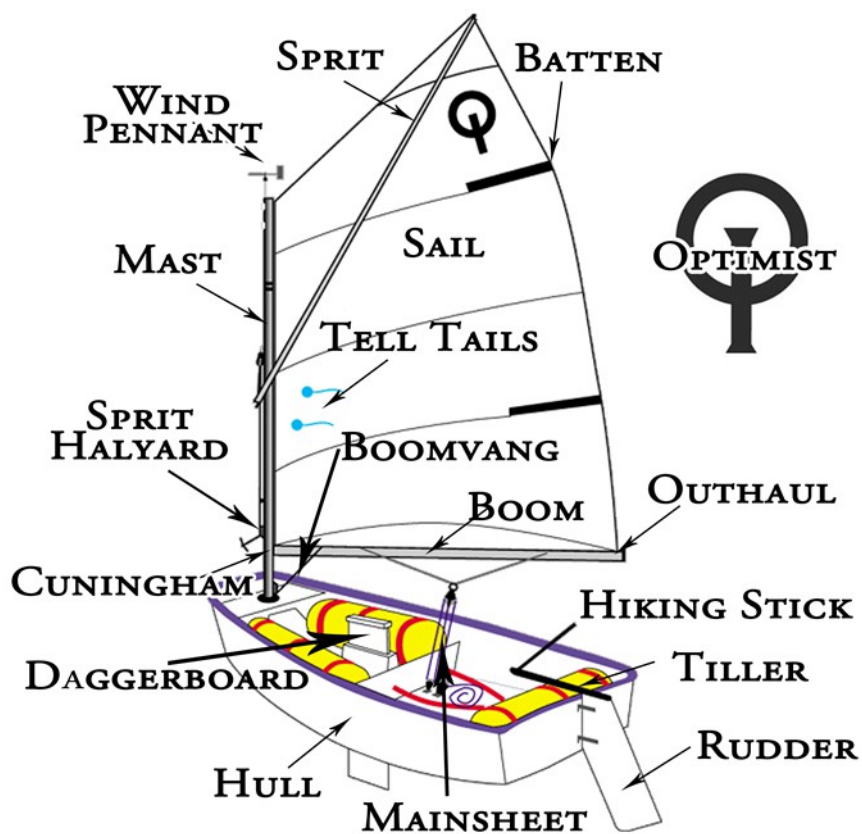 Sprit
Batten
Wind
Pennant
Mast
Sail
Optimist
Tell Tails
Sprit
Halyard
Boomvang
Boom
Outhaul
Cuningham
Hiking Stick
Daggerboard
Tiller
Rudder
Hull
Mainsheet